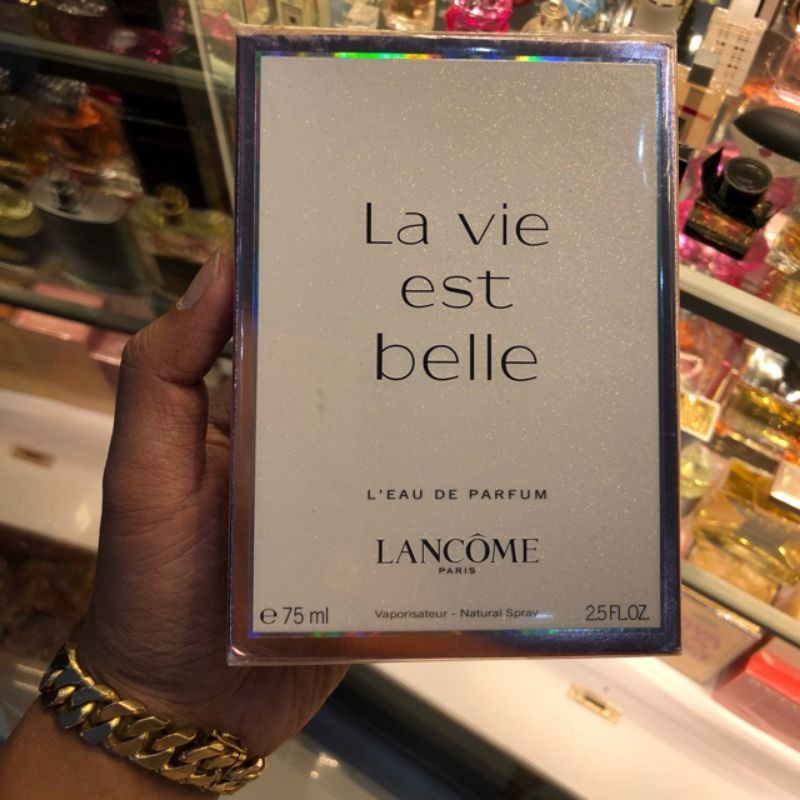 La vie
est
belle
L'EAU DE PARFUM
LANCÔME
PARIS
e 75 ml Vaporisateur - Natural Spray 2.5 FL.OZ.